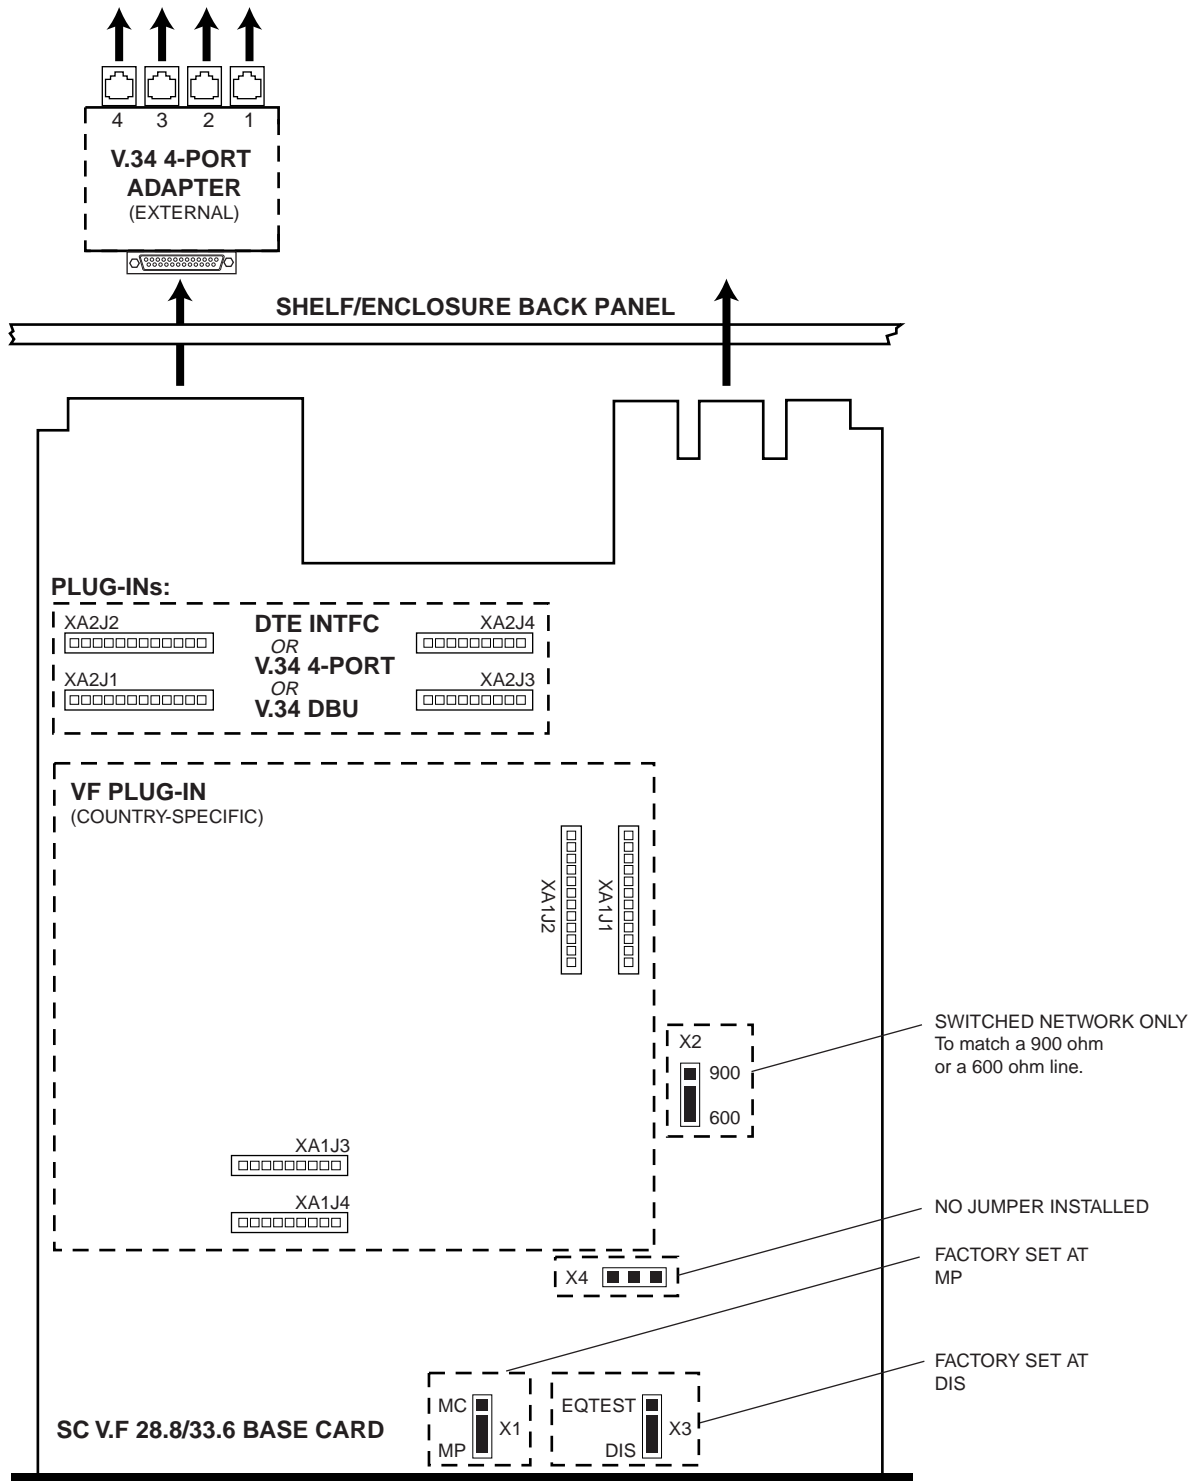 4 3 2 1
V.34 4-PORT
ADAPTER
(EXTERNAL)
SHELF/ENCLOSURE BACK PANEL
PLUG-INs:
XA2J2
DTE INTFC
XA2J4
OR
V.34 4-PORT
XA2J1
OR
XA2J3
V.34 DBU
VF PLUG-IN
(COUNTRY-SPECIFIC)
XA1J2
XA1J1
SWITCHED NETWORK ONLY
To match a 900 ohm
or a 600 ohm line.
X2
900
600
XA1J3
XA1J4
NO JUMPER INSTALLED
X4
FACTORY SET AT
MP
FACTORY SET AT
DIS
MC
X1
MP
EQTEST
X3
DIS
SC V.F 28.8/33.6 BASE CARD